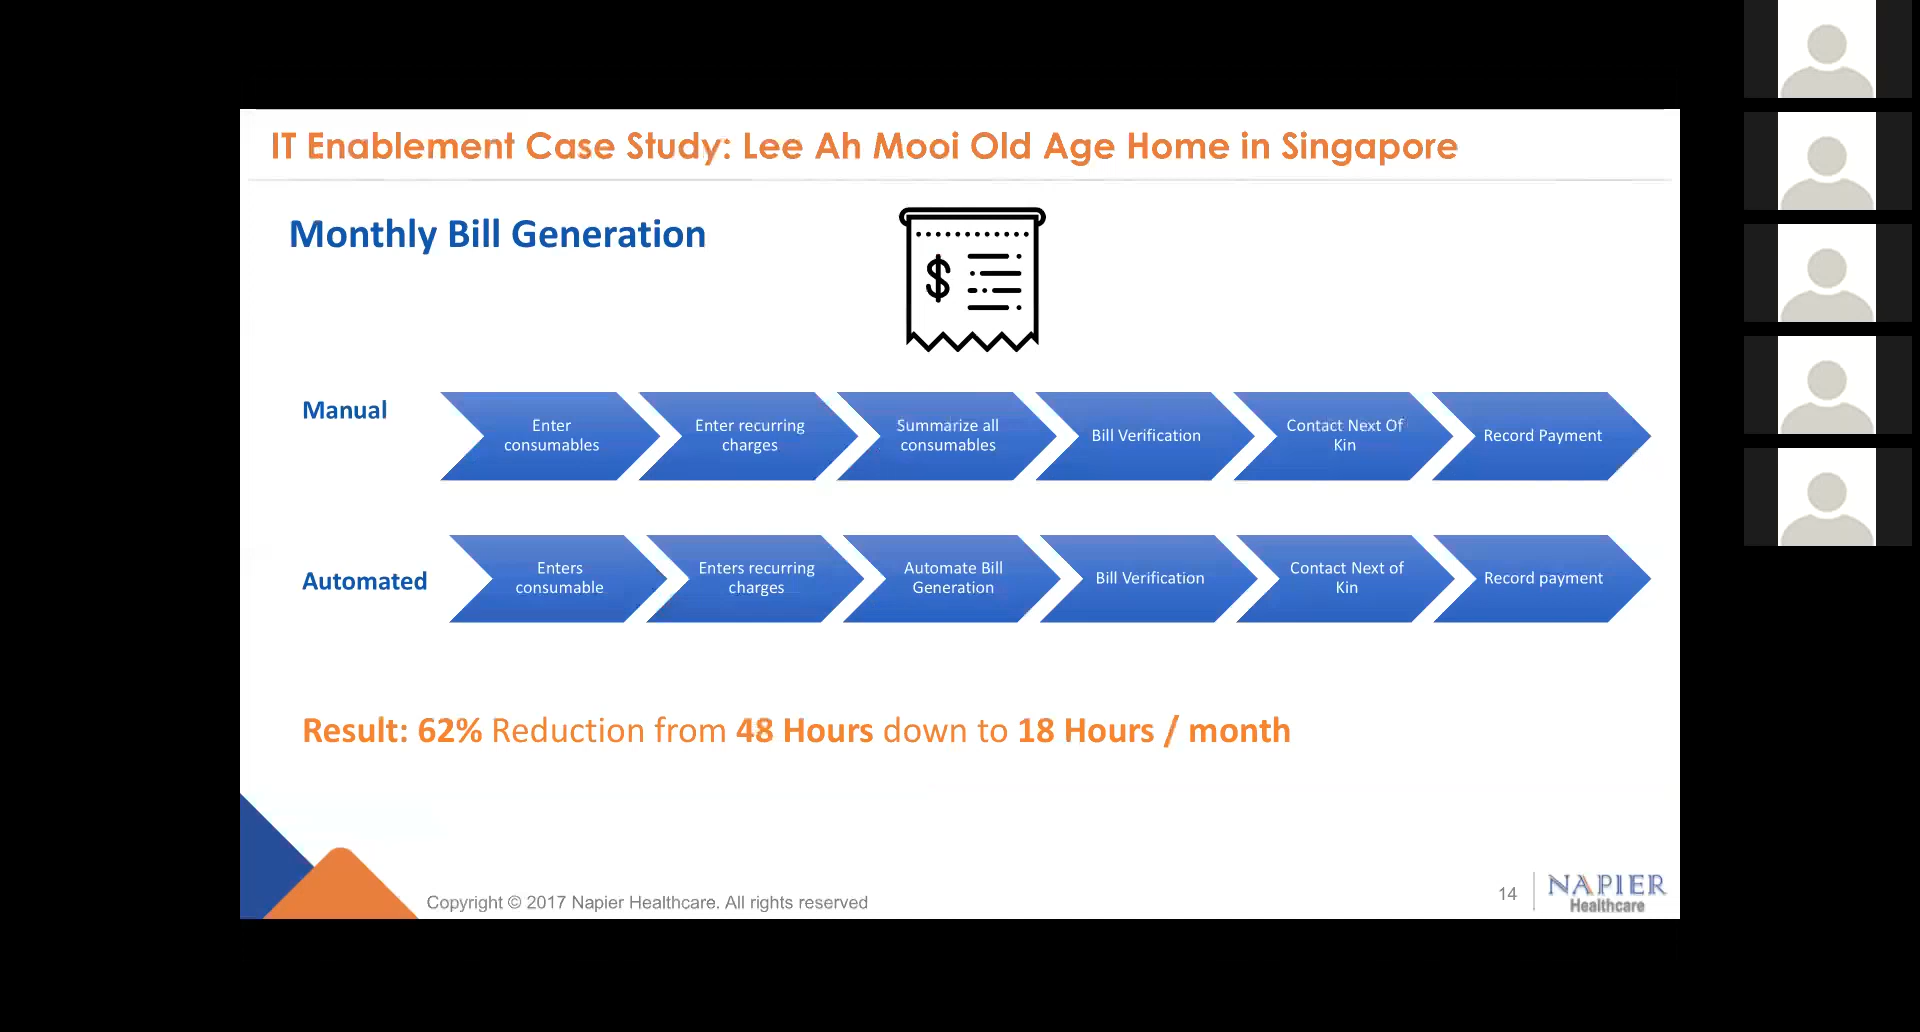 IT Enablement Case Study: Lee Ah Mooi Old Age Home in Singapore
Monthly Bill Generation
$
Manual
Enter
consumables
Enter recurring
charges
Summarize all
consumables
Bill Verification
Contact Next Of
Kin
Record Payment
Automated
Enters
consumable
Enters recurring
charges
Automate Bill
Generation
Bill Verification
Contact Next of
Kin
Record payment
Result: 62% Reduction from 48 Hours down to 18 Hours / month
Copyright © 2017 Napier Healthcare. All rights reserved
14
NAPIER
Healthcare